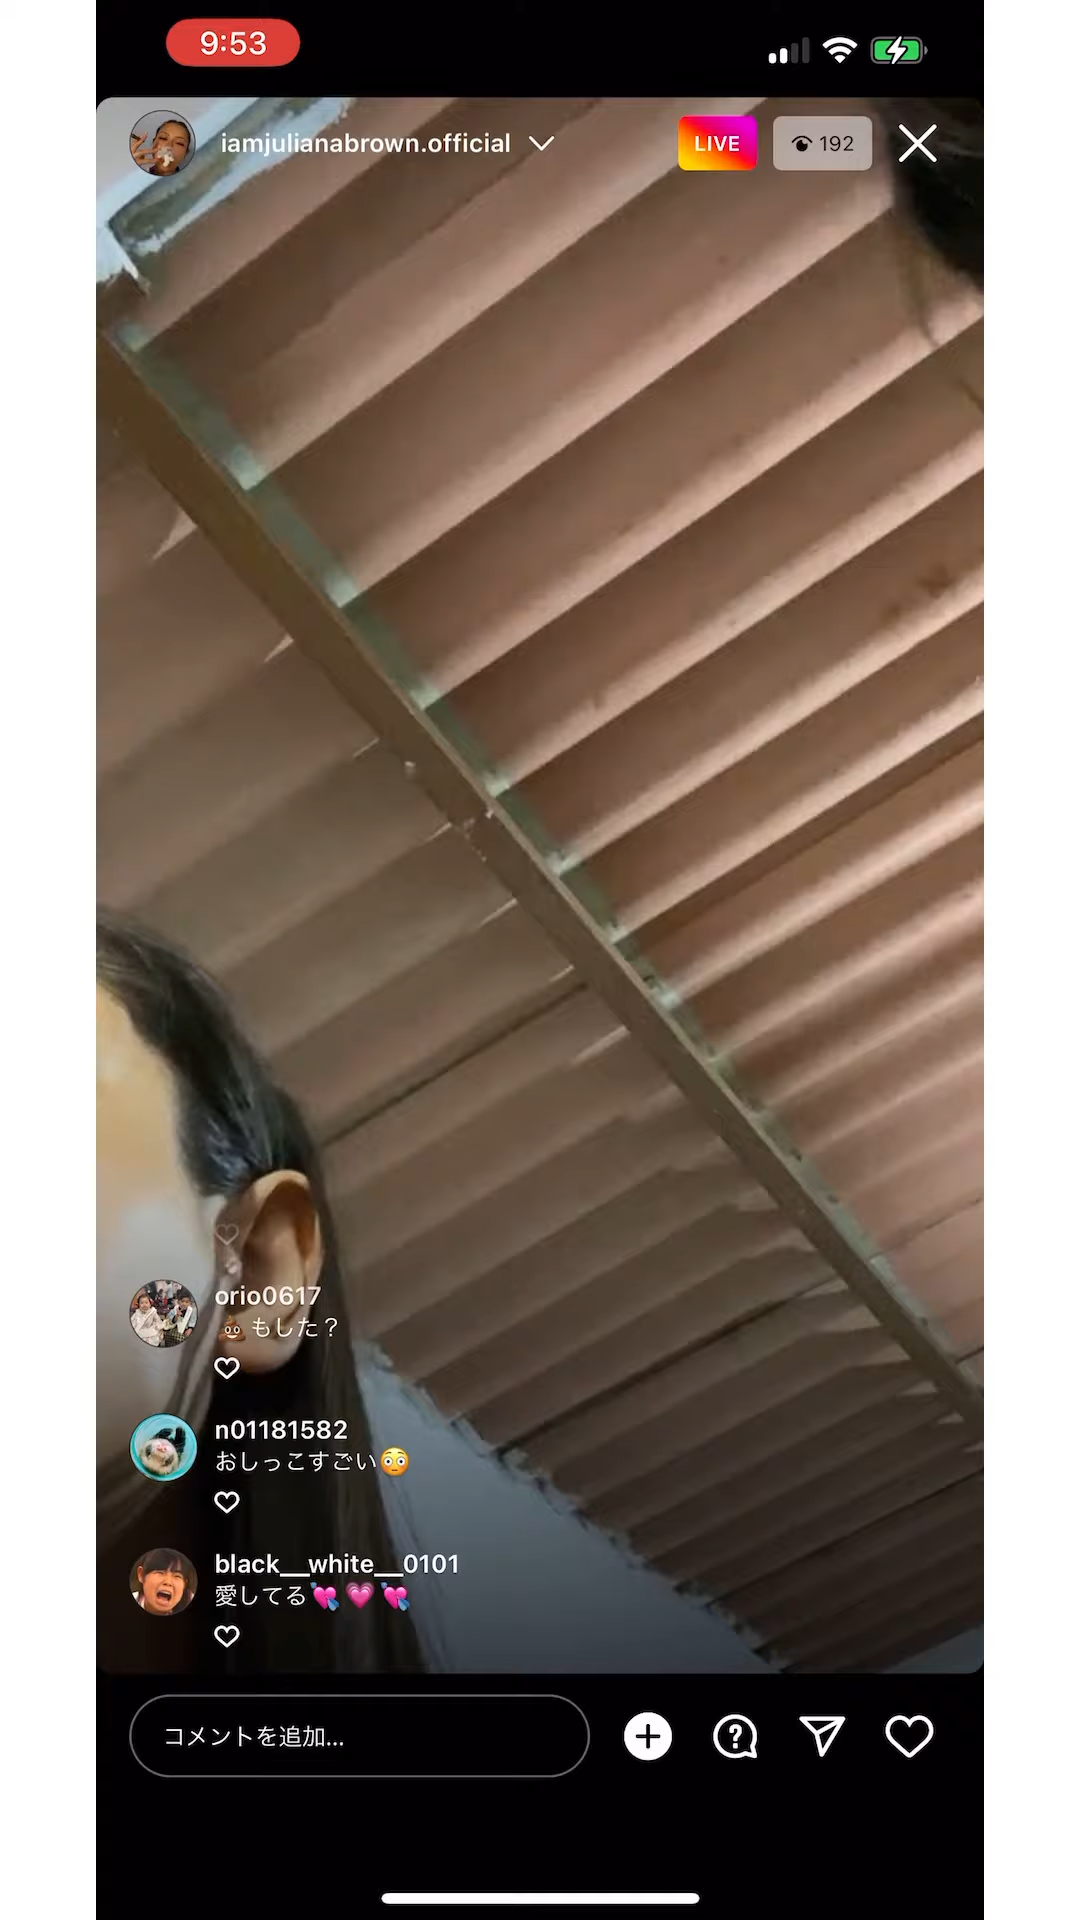 9:53
iamjulianabrown.official
LIVE
192
orio0617
💩もした？
n01181582
おしっこすごい😳
black__white__0101
愛してる💘💗💘
コメントを追加...